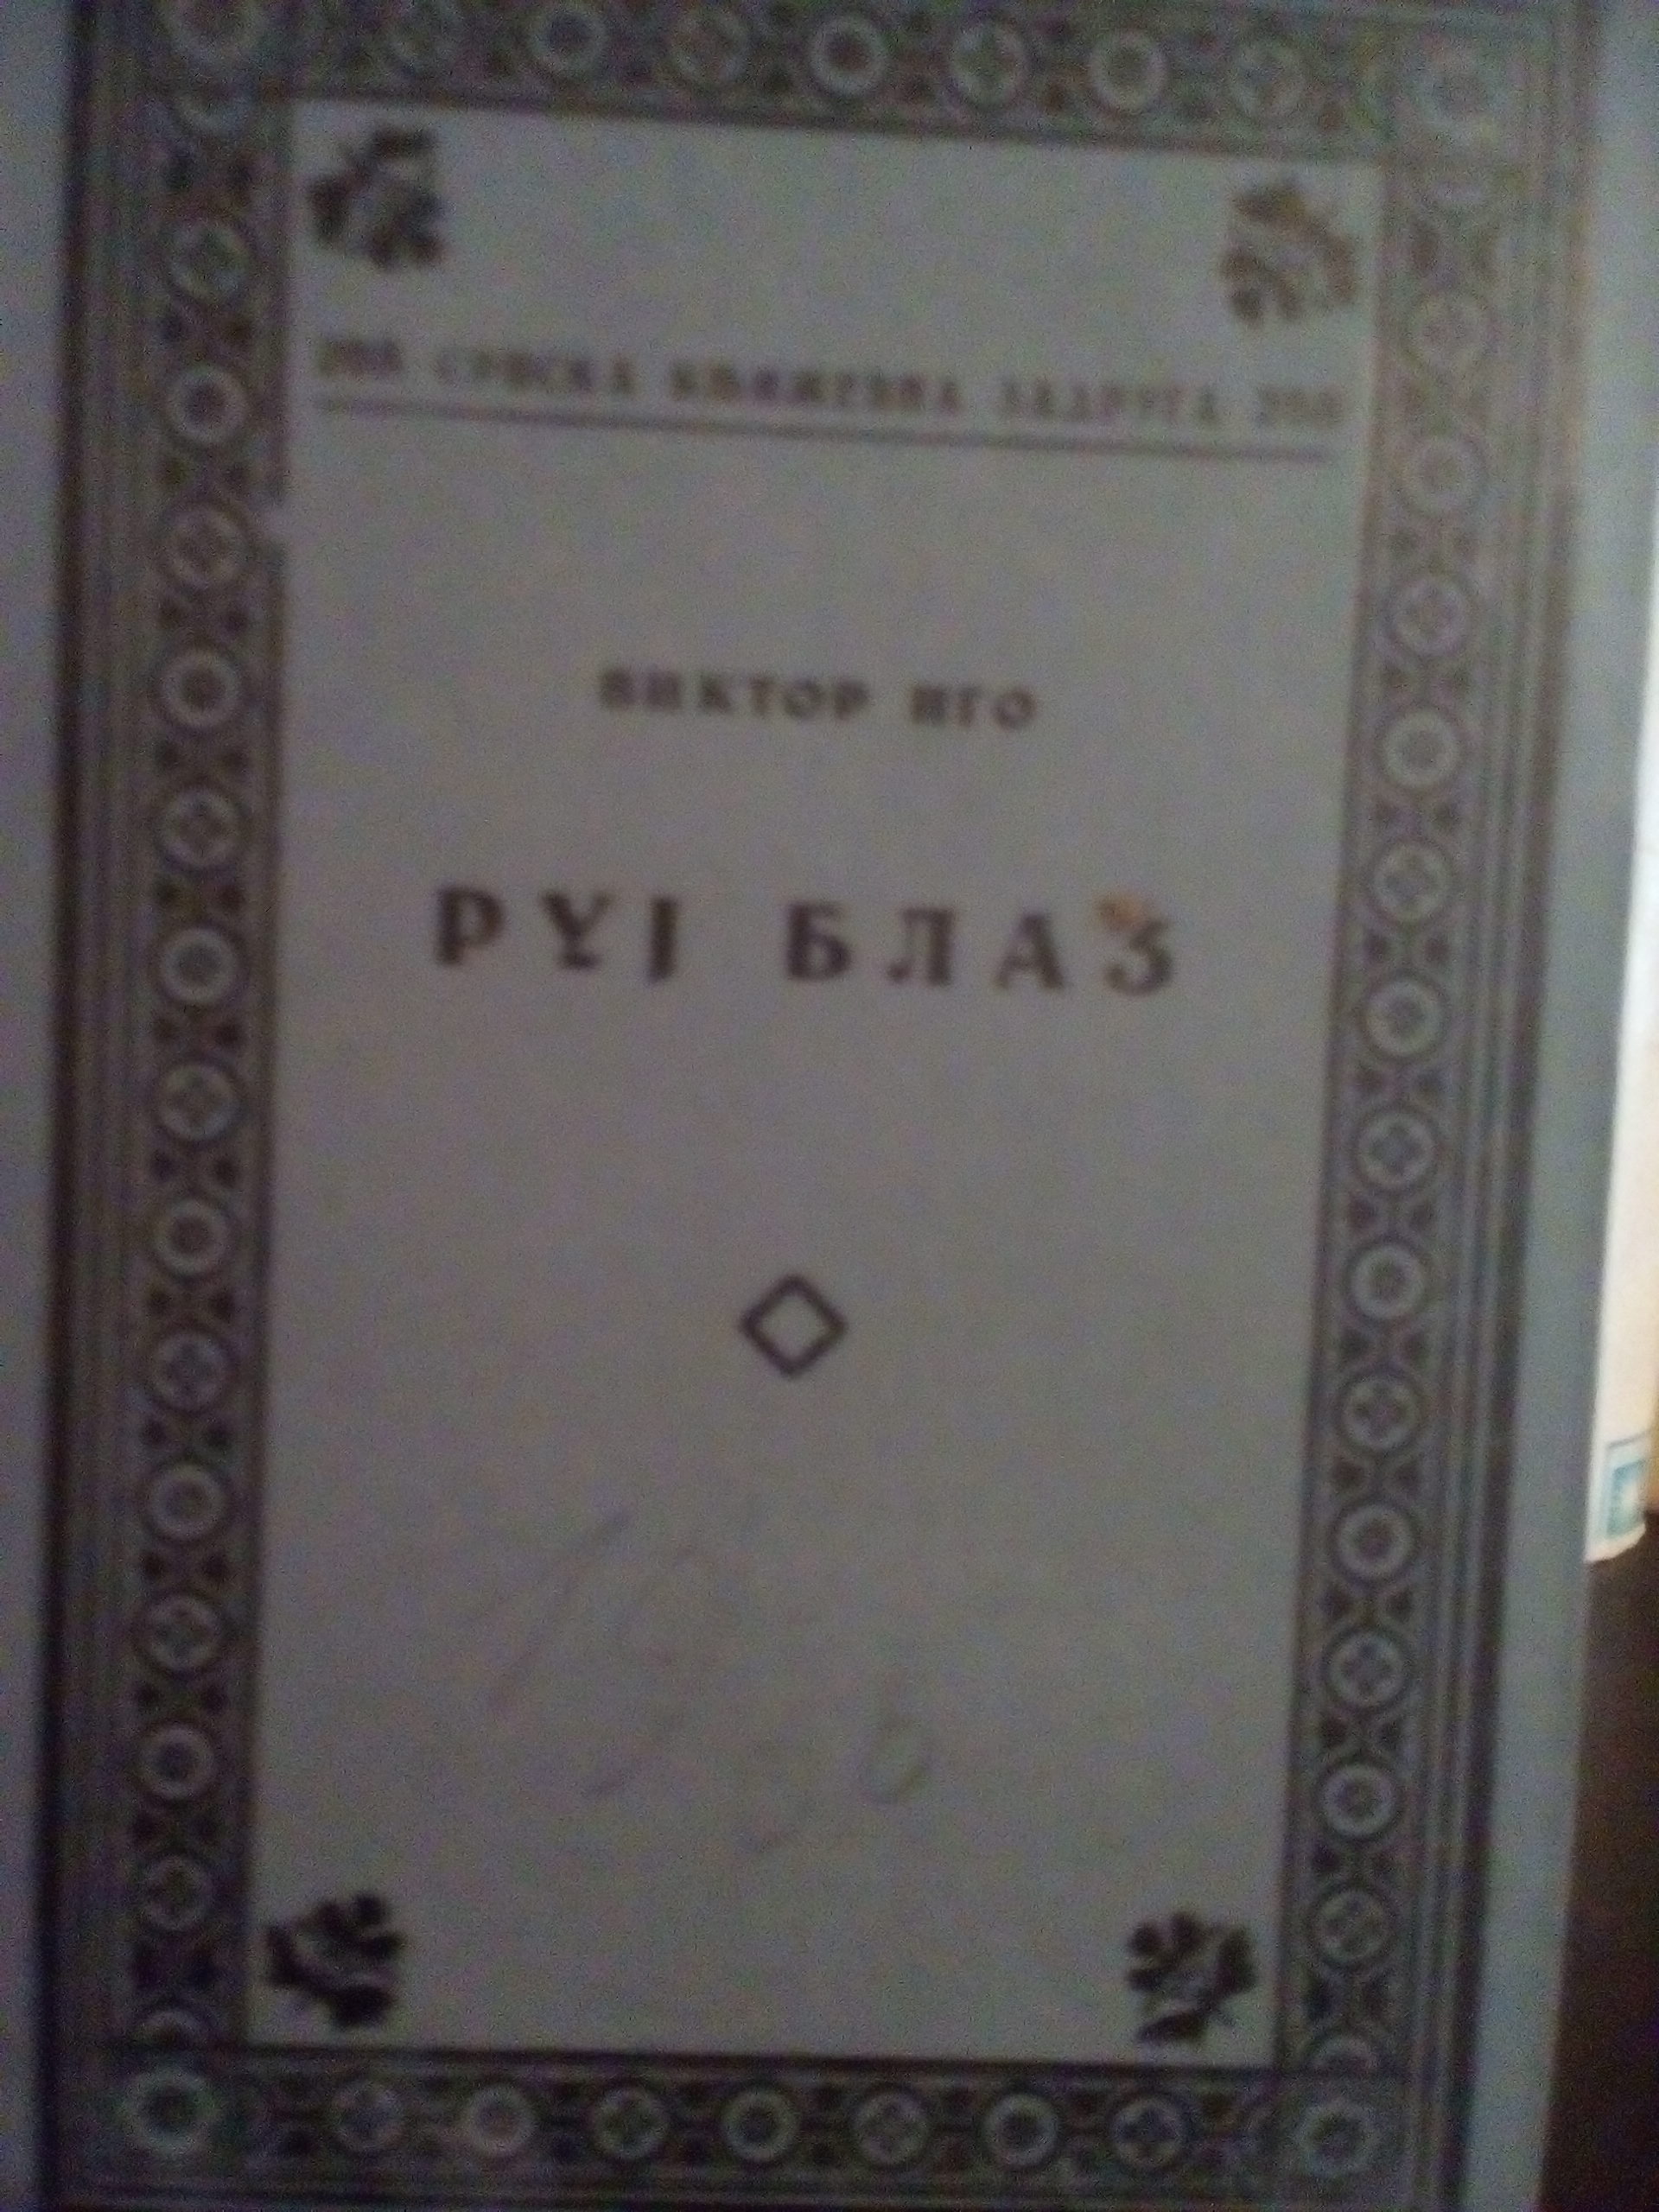 СРПСКА КЊИЖЕВНА ЗАДРУГА
ВИКТОР ИГО
РУЈ БЛАЗ